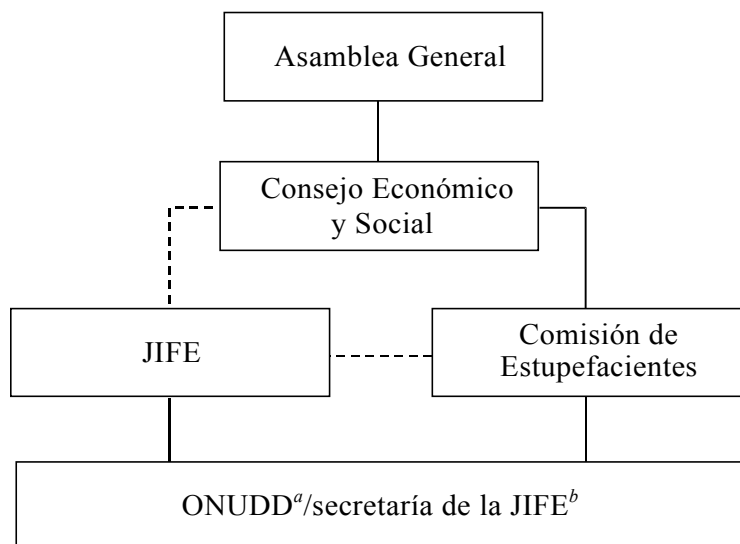 Asamblea General
Consejo Económico
y Social
JIFE
Comisión de
Estupefacientes
ONUDDa/secretaría de la JIFEb